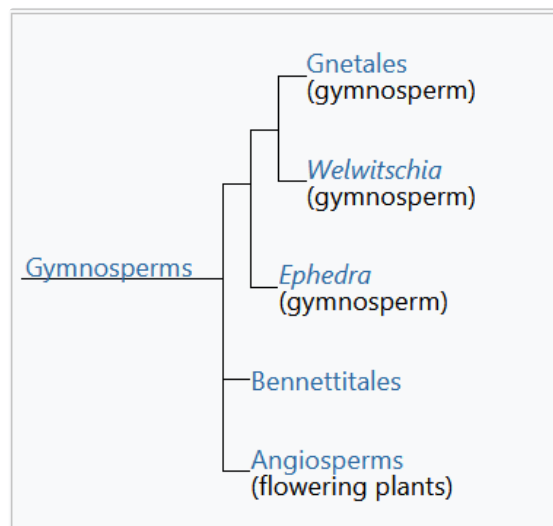 Gnetales
(gymnosperm)
Welwitschia
(gymnosperm)
Gymnosperms
Ephedra
(gymnosperm)
Bennettitales
Angiosperms
(flowering plants)